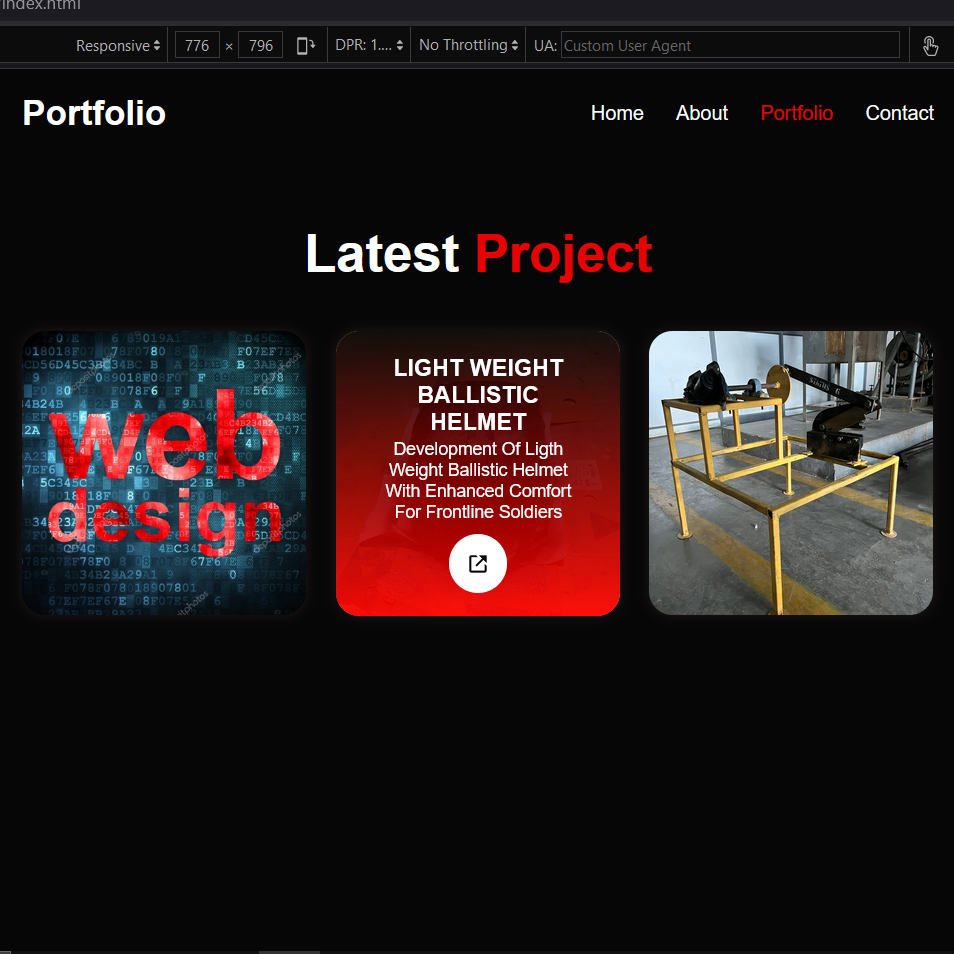 index.html
Responsive 776 × 796 DPR: 1.... No Throttling UA: Custom User Agent
Portfolio Home About Portfolio Contact
Latest Project
web
design
LIGHT WEIGHT
BALLISTIC
HELMET
Development Of Ligth
Weight Ballistic Helmet
With Enhanced Comfort
For Frontline Soldiers